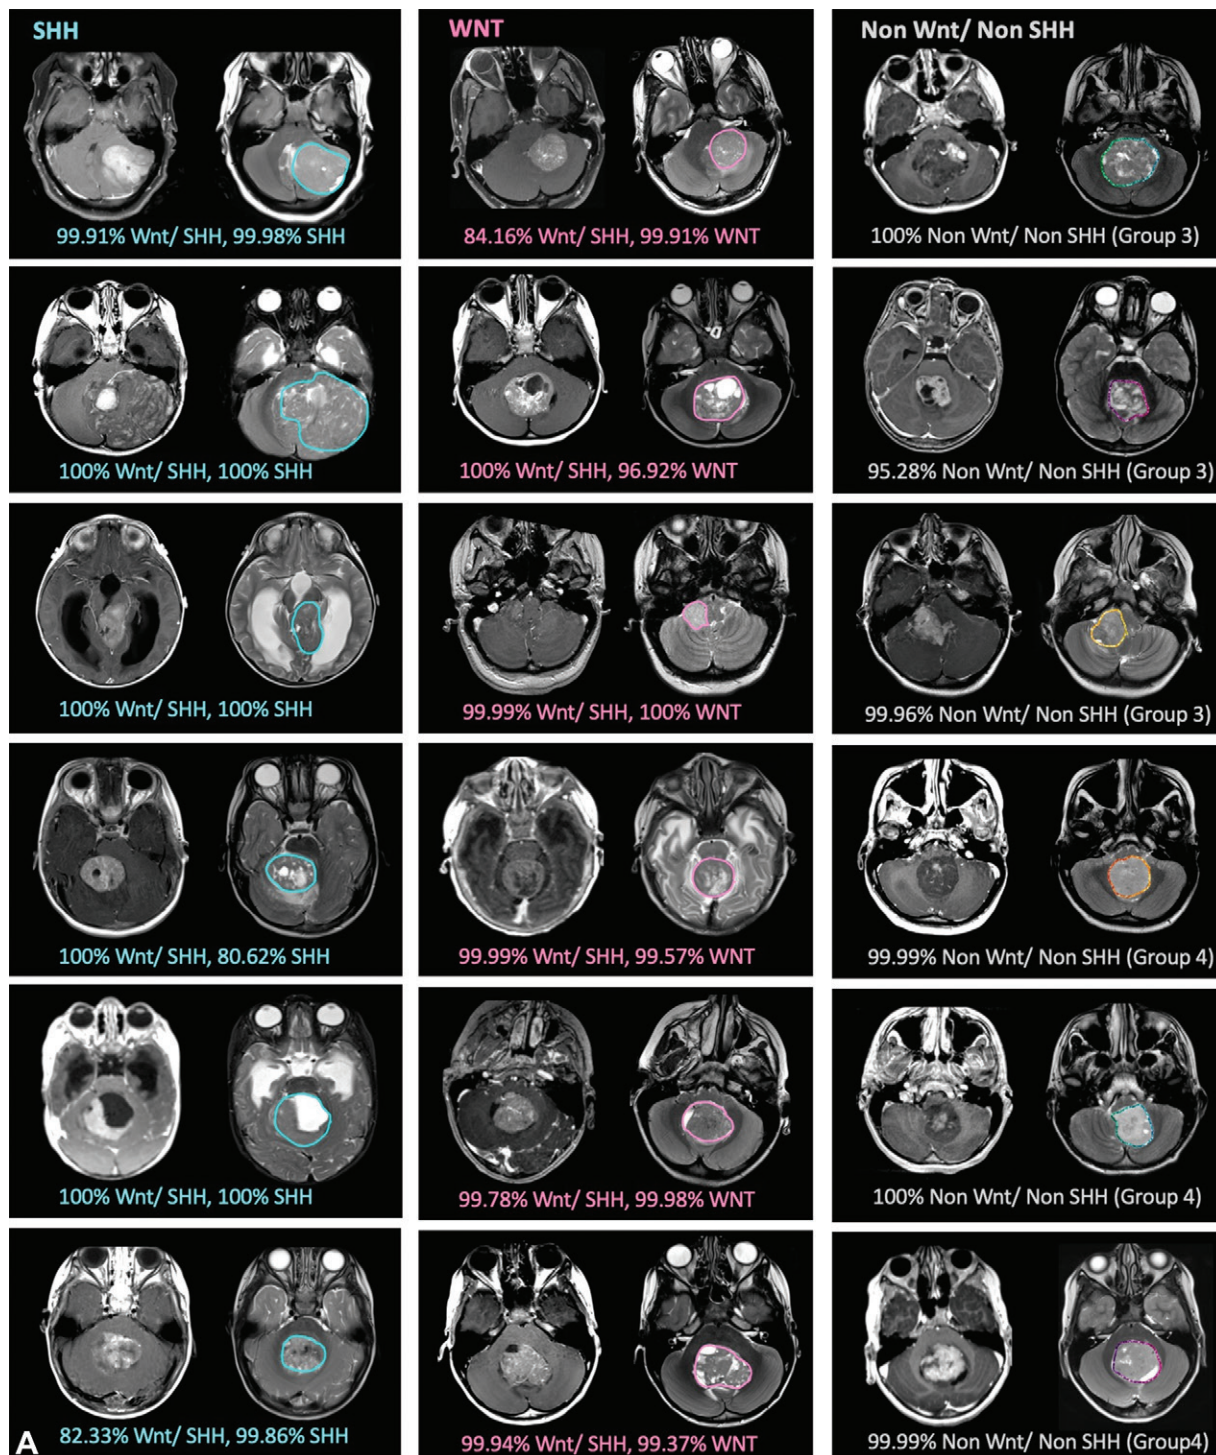 SHH
WNT
Non Wnt/ Non SHH
99.91% Wnt/ SHH, 99.98% SHH
84.16% Wnt/ SHH, 99.91% WNT
100% Non Wnt/ Non SHH (Group 3)
100% Wnt/ SHH, 100% SHH
100% Wnt/ SHH, 96.92% WNT
95.28% Non Wnt/ Non SHH (Group 3)
100% Wnt/ SHH, 100% SHH
99.99% Wnt/ SHH, 100% WNT
99.96% Non Wnt/ Non SHH (Group 3)
100% Wnt/ SHH, 80.62% SHH
99.99% Wnt/ SHH, 99.57% WNT
99.99% Non Wnt/ Non SHH (Group 4)
100% Wnt/ SHH, 100% SHH
99.78% Wnt/ SHH, 99.98% WNT
100% Non Wnt/ Non SHH (Group 4)
82.33% Wnt/ SHH, 99.86% SHH
99.94% Wnt/ SHH, 99.37% WNT
99.99% Non Wnt/ Non SHH (Group4)
A